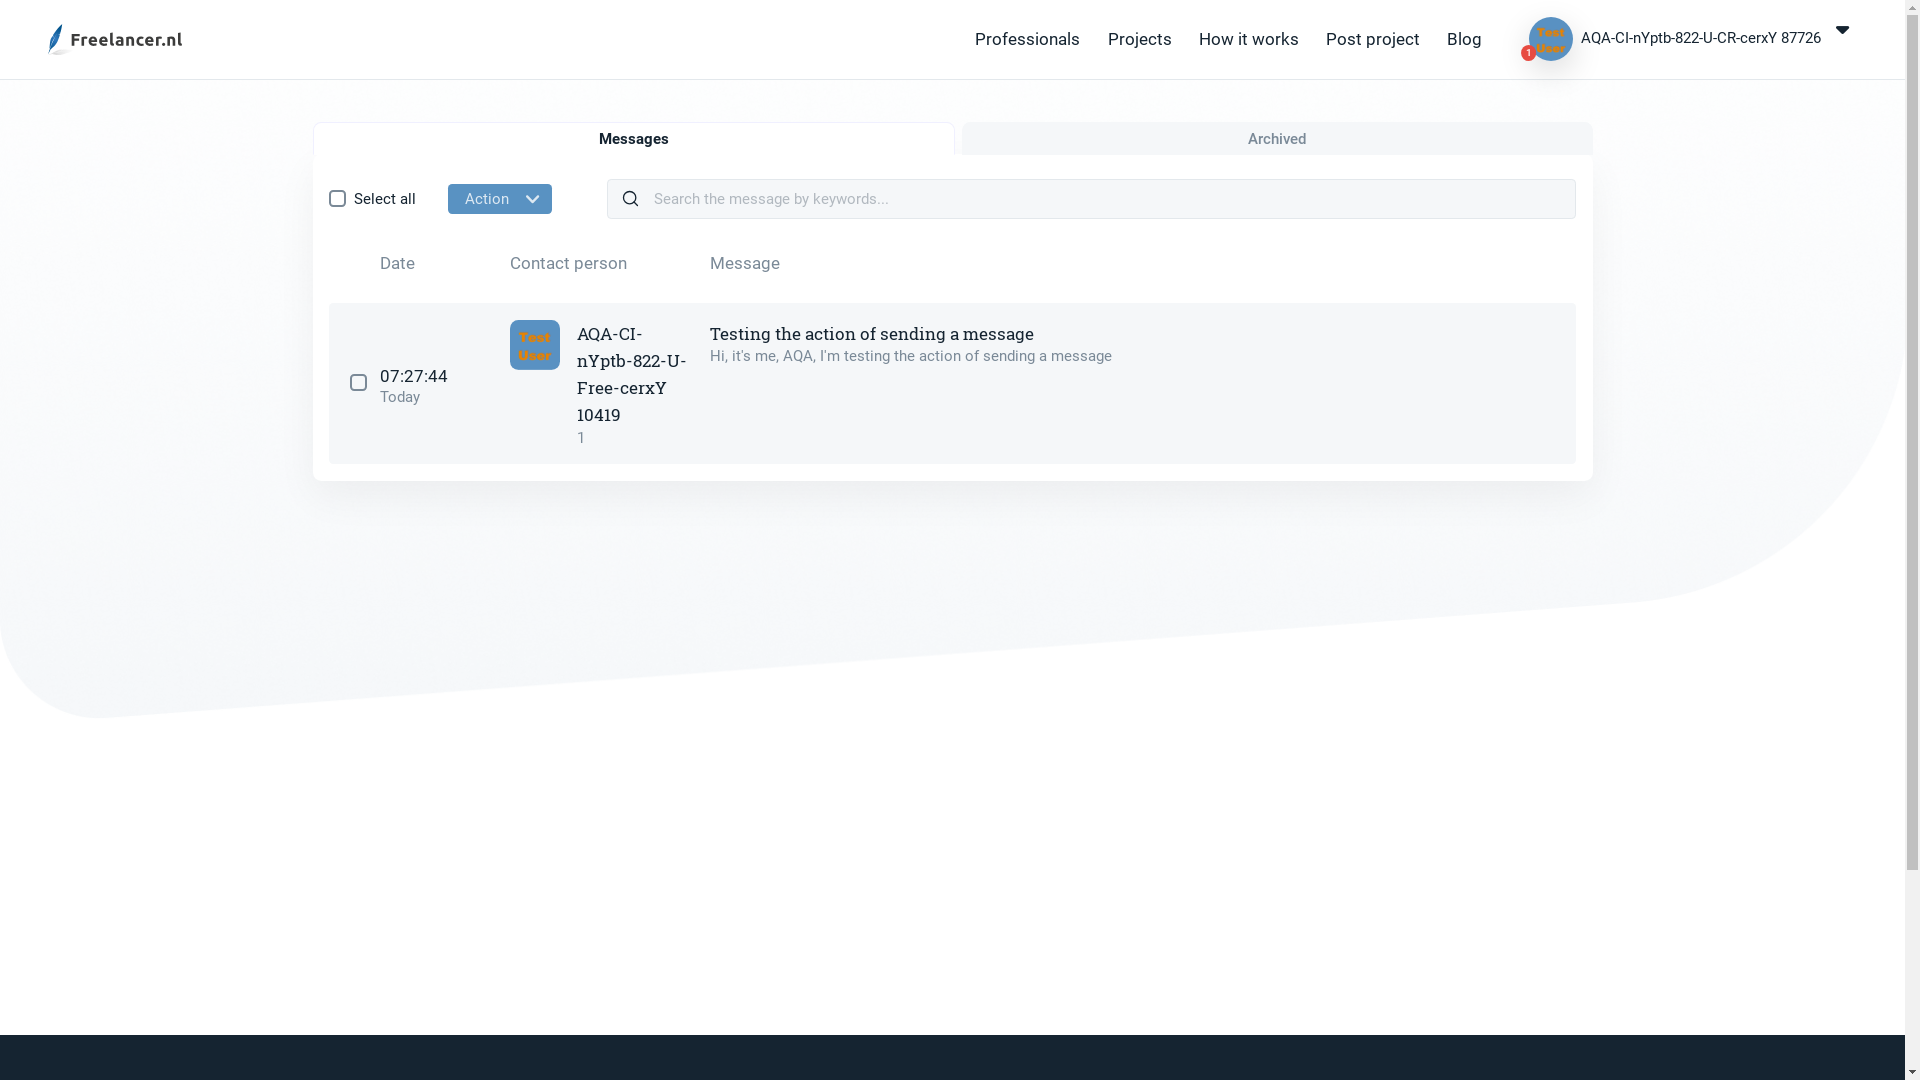 Freelancer.nl
Professionals
Projects
How it works
Post project
Blog
Test
User
1
AQA-CI-nYptb-822-U-CR-cerxY 87726
Messages
Archived
Select all
Action
Search the message by keywords...
Date
Contact person
Message
07:27:44
Today
Test
User
AQA-CI-
nYptb-822-U-
Free-cerxY
10419
1
Testing the action of sending a message
Hi, it's me, AQA, I'm testing the action of sending a message